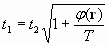 t₁ = t₂√(1 + φ(r)/T)